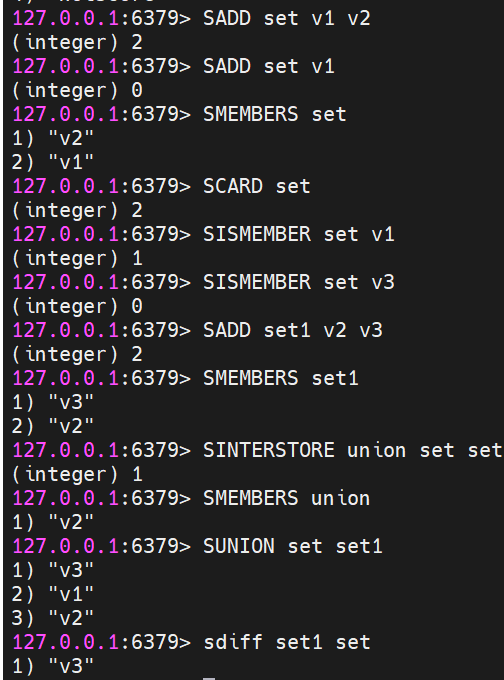 127.0.0.1:6379> SADD set v1 v2
(integer) 2
127.0.0.1:6379> SADD set v1
(integer) 0
127.0.0.1:6379> SMEMBERS set
1) "v2"
2) "v1"
127.0.0.1:6379> SCARD set
(integer) 2
127.0.0.1:6379> SISMEMBER set v1
(integer) 1
127.0.0.1:6379> SISMEMBER set v3
(integer) 0
127.0.0.1:6379> SADD set1 v2 v3
(integer) 2
127.0.0.1:6379> SMEMBERS set1
1) "v3"
2) "v2"
127.0.0.1:6379> SINTERSTORE union set set
(integer) 1
127.0.0.1:6379> SMEMBERS union
1) "v2"
127.0.0.1:6379> SUNION set set1
1) "v3"
2) "v1"
3) "v2"
127.0.0.1:6379> sdiff set1 set
1) "v3"